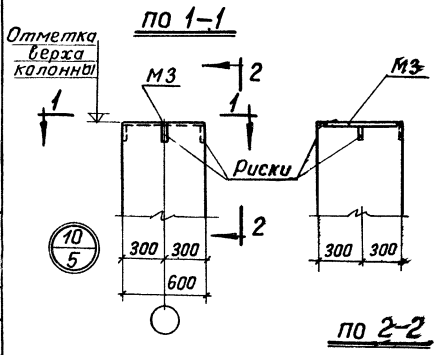 по 1-1
Отметка
верха
колонны
М3
2
1
1
М3
Риски
2
10
5
300
300
600
300
300
по 2-2